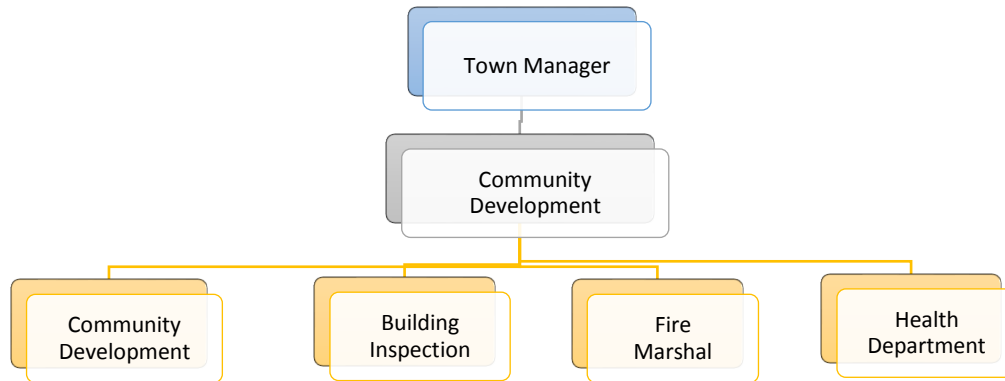 Town Manager
Community
Development
Community
Development
Building
Inspection
Fire
Marshal
Health
Department